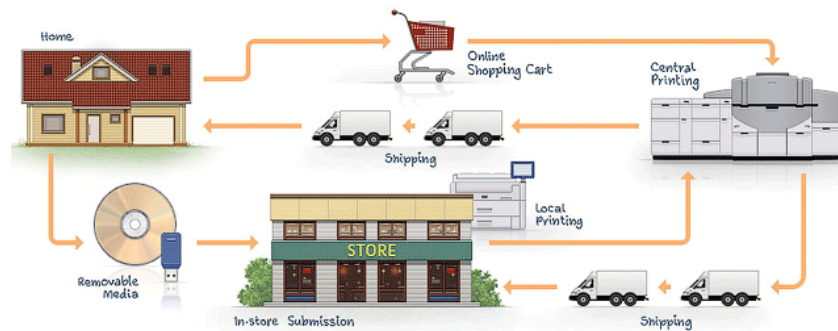 Home
Online
Shopping Cart
Central
Printing
Shipping
Local
Printing
STORE
Removable
Media
In-store Submission
Shipping